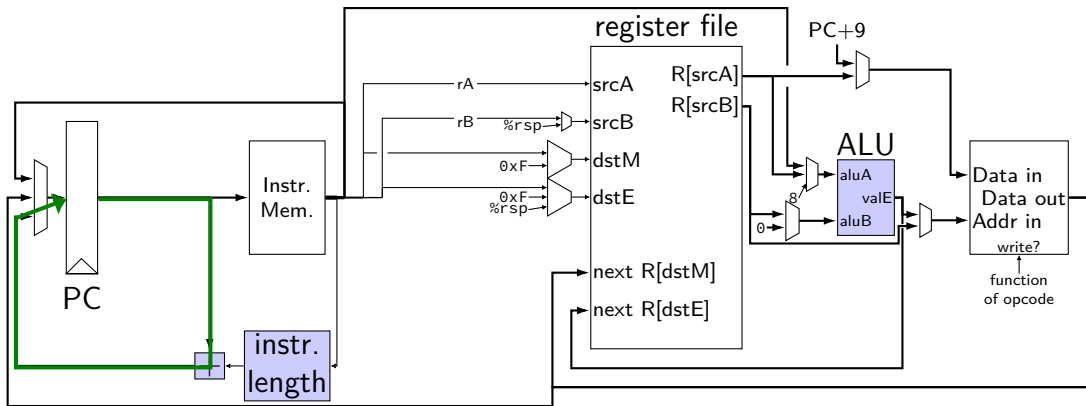 register file
PC+9
srcA
srcB
dstM
dstE
next R[dstM]
next R[dstE]
R[srcA]
R[srcB]
rA
rB
%rsp
0xF
0xF
%rsp
ALU
aluA
valE
aluB
8
0
Data in
Data out
Addr in
write?
function
of opcode
Instr.
Mem.
PC
instr.
length
+